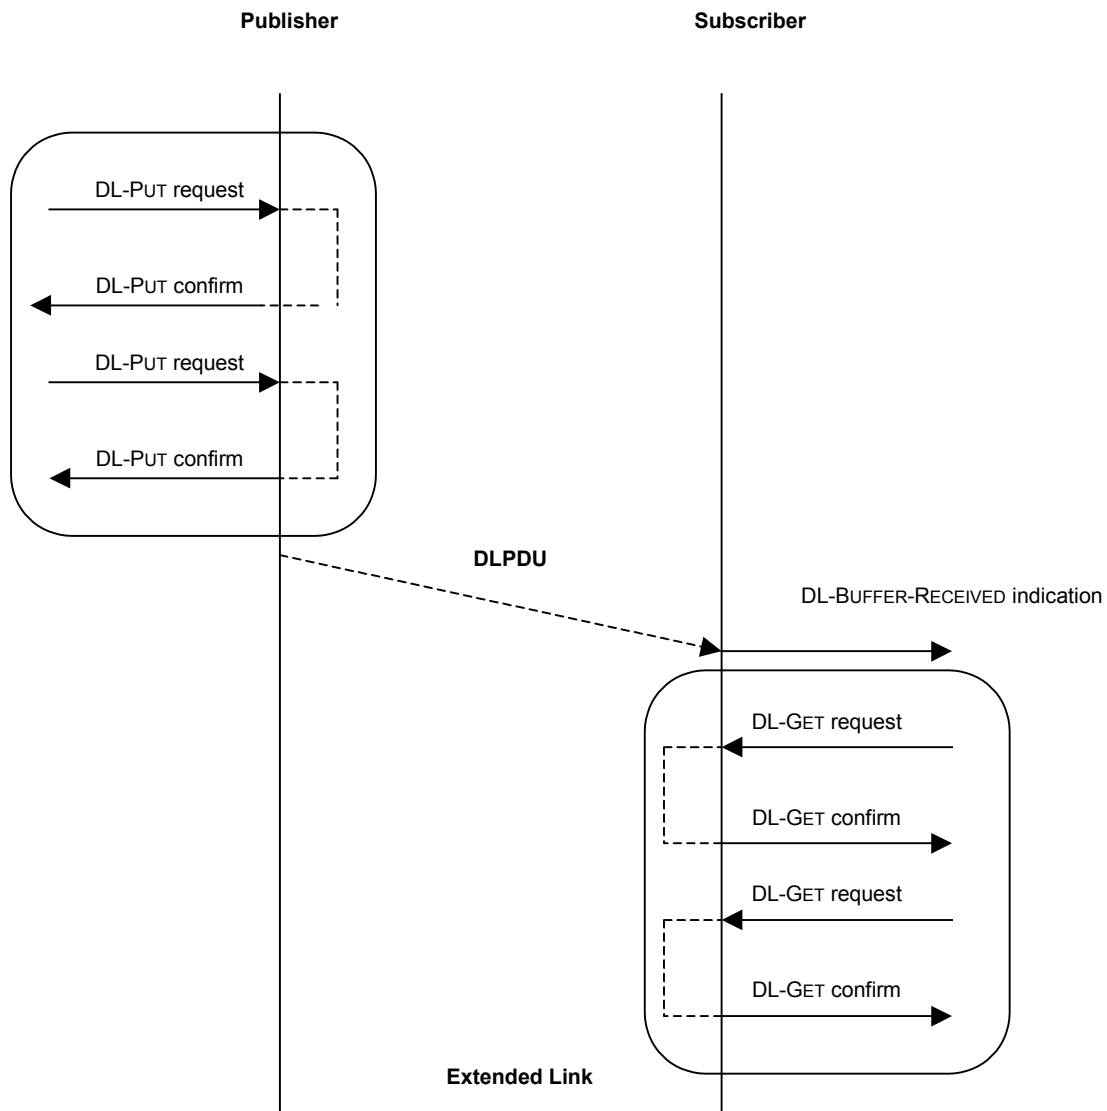 Publisher
Subscriber
DL-PUT request
DL-PUT confirm
DL-PUT request
DL-PUT confirm
DLPDU
DL-BUFFER-RECEIVED indication
DL-GET request
DL-GET confirm
DL-GET request
DL-GET confirm
Extended Link